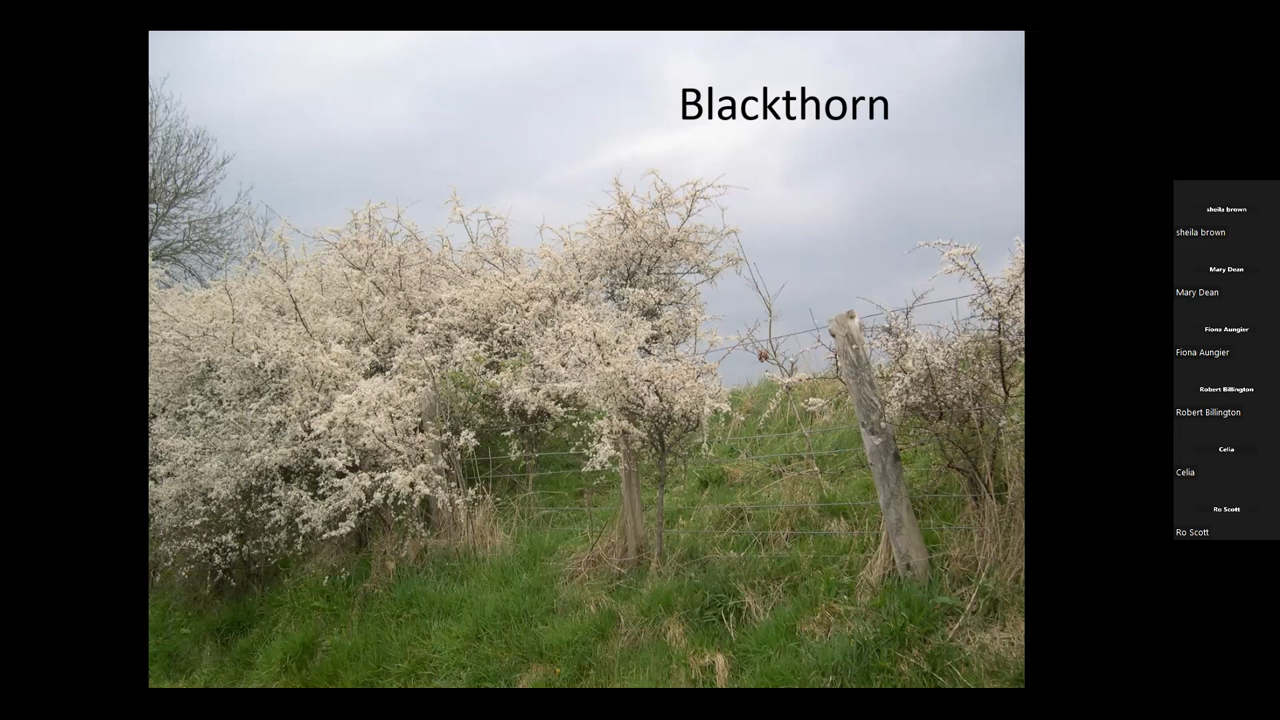 Blackthorn
sheila brown
sheila brown
Mary Dean
Mary Dean
Fiona Aungier
Fiona Aungier
Robert Billington
Robert Billington
Celia
Celia
Ro Scott
Ro Scott